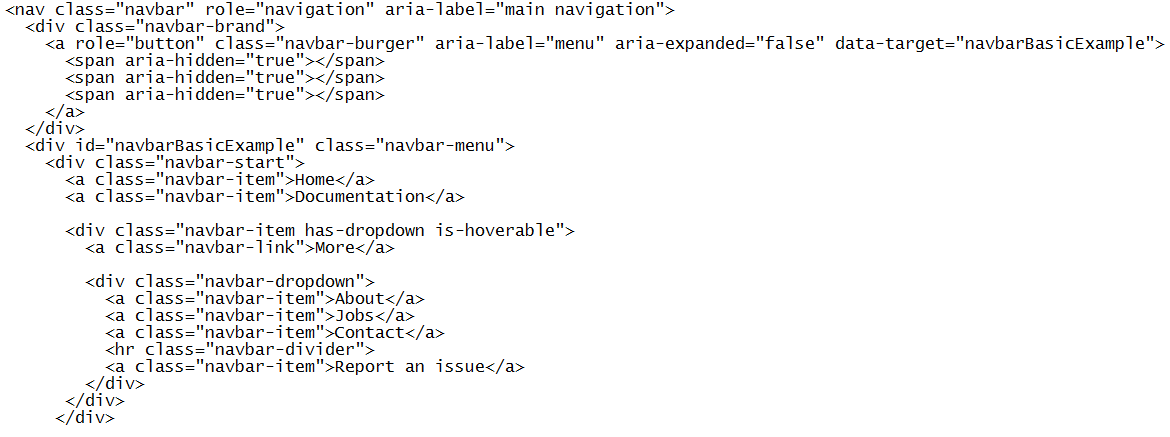 <nav class="navbar" role="navigation" aria-label="main navigation">
  <div class="navbar-brand">
    <a role="button" class="navbar-burger" aria-label="menu" aria-expanded="false" data-target="navbarBasicExample">
      <span aria-hidden="true"></span>
      <span aria-hidden="true"></span>
      <span aria-hidden="true"></span>
    </a>
  </div>
  <div id="navbarBasicExample" class="navbar-menu">
    <div class="navbar-start">
      <a class="navbar-item">Home</a>
      <a class="navbar-item">Documentation</a>

      <div class="navbar-item has-dropdown is-hoverable">
        <a class="navbar-link">More</a>

        <div class="navbar-dropdown">
          <a class="navbar-item">About</a>
          <a class="navbar-item">Jobs</a>
          <a class="navbar-item">Contact</a>
          <hr class="navbar-divider">
          <a class="navbar-item">Report an issue</a>
        </div>
      </div>
     </div>